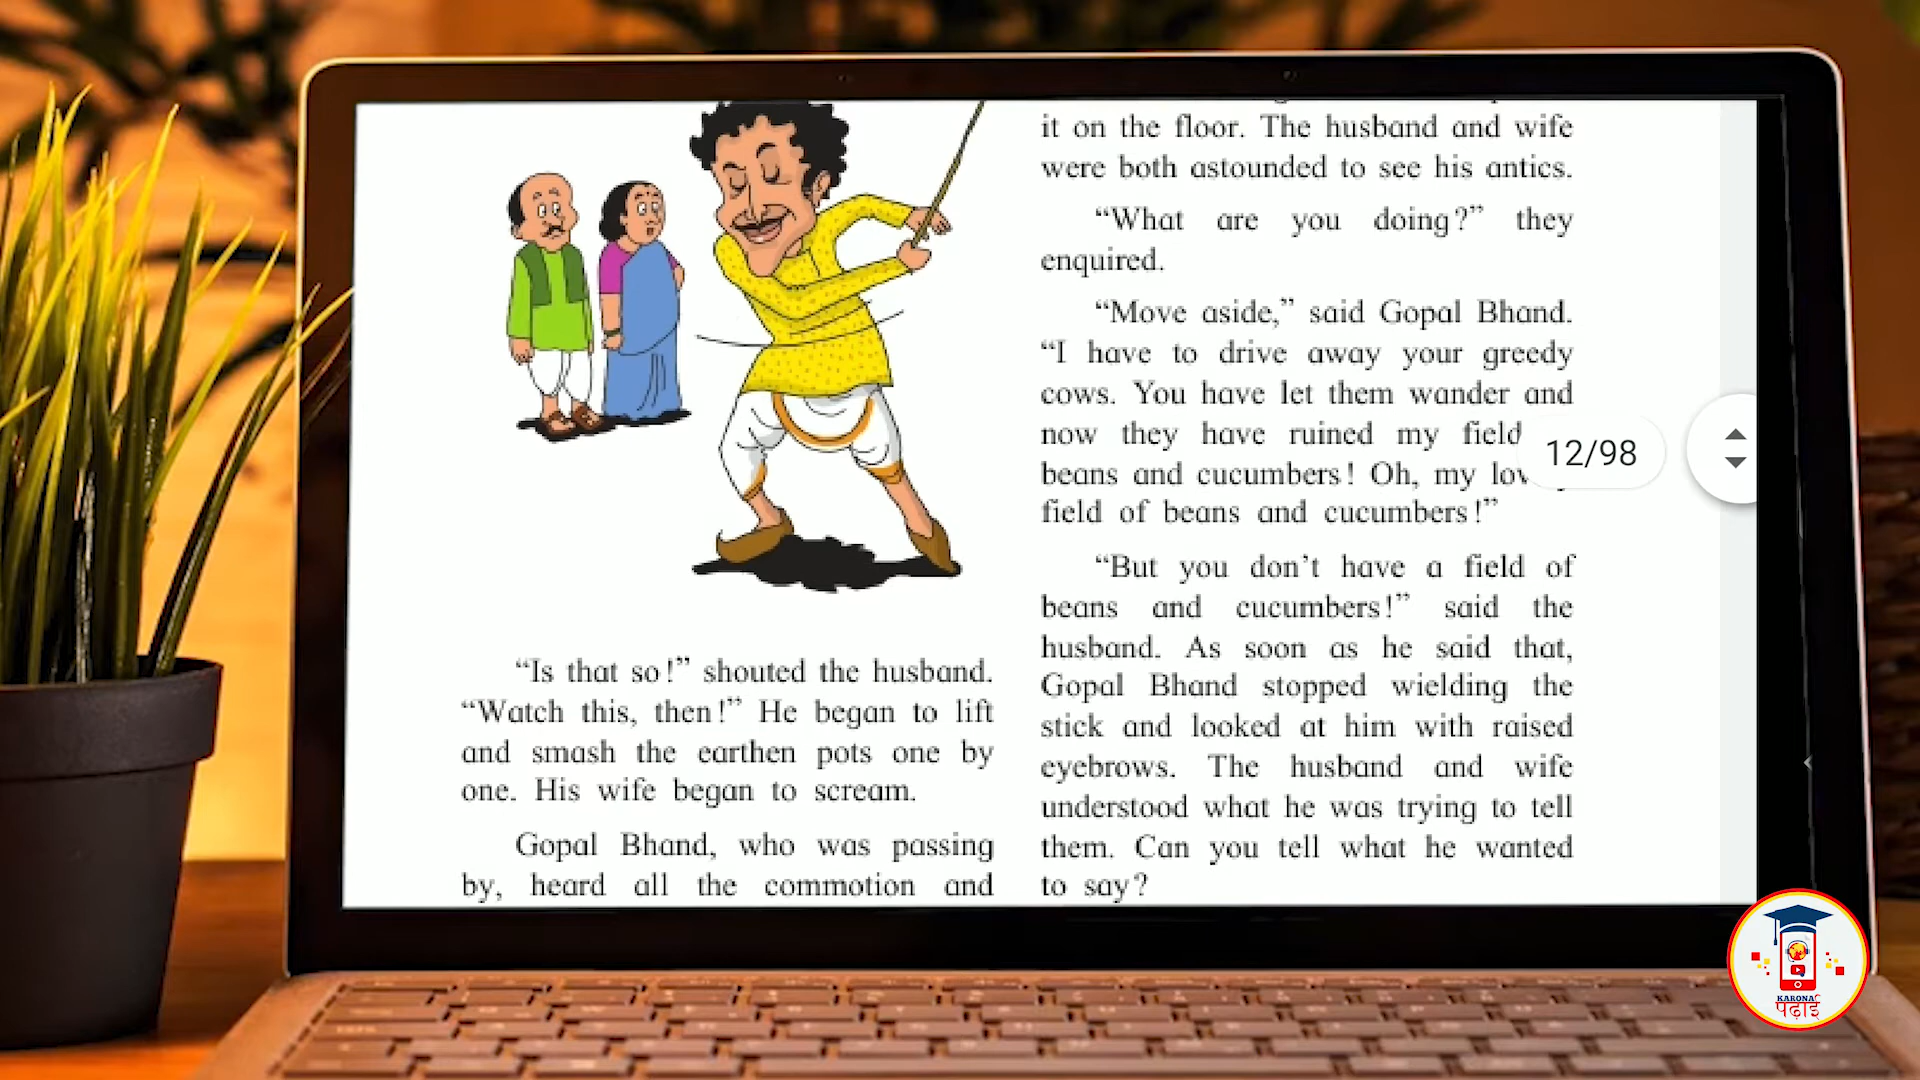 "Is that so!" shouted the husband.
"Watch this, then!" He began to lift
and smash the earthen pots one by
one. His wife began to scream.
Gopal Bhand, who was passing
by, heard all the commotion and
it on the floor. The husband and wife
were both astounded to see his antics.
"What are you doing?" they
enquired.
"Move aside," said Gopal Bhand.
"I have to drive away your greedy
cows. You have let them wander and
now they have ruined my field
beans and cucumbers! Oh, my
field of beans and cucumbers!"
"But you don't have a field of
beans and cucumbers!" said the
husband. As soon as he said that,
Gopal Bhand stopped wielding the
stick and looked at him with raised
eyebrows. The husband and wife
understood what he was trying to tell
them. Can you tell what he wanted
to say?
12/98
KARONA
पढ़ाई